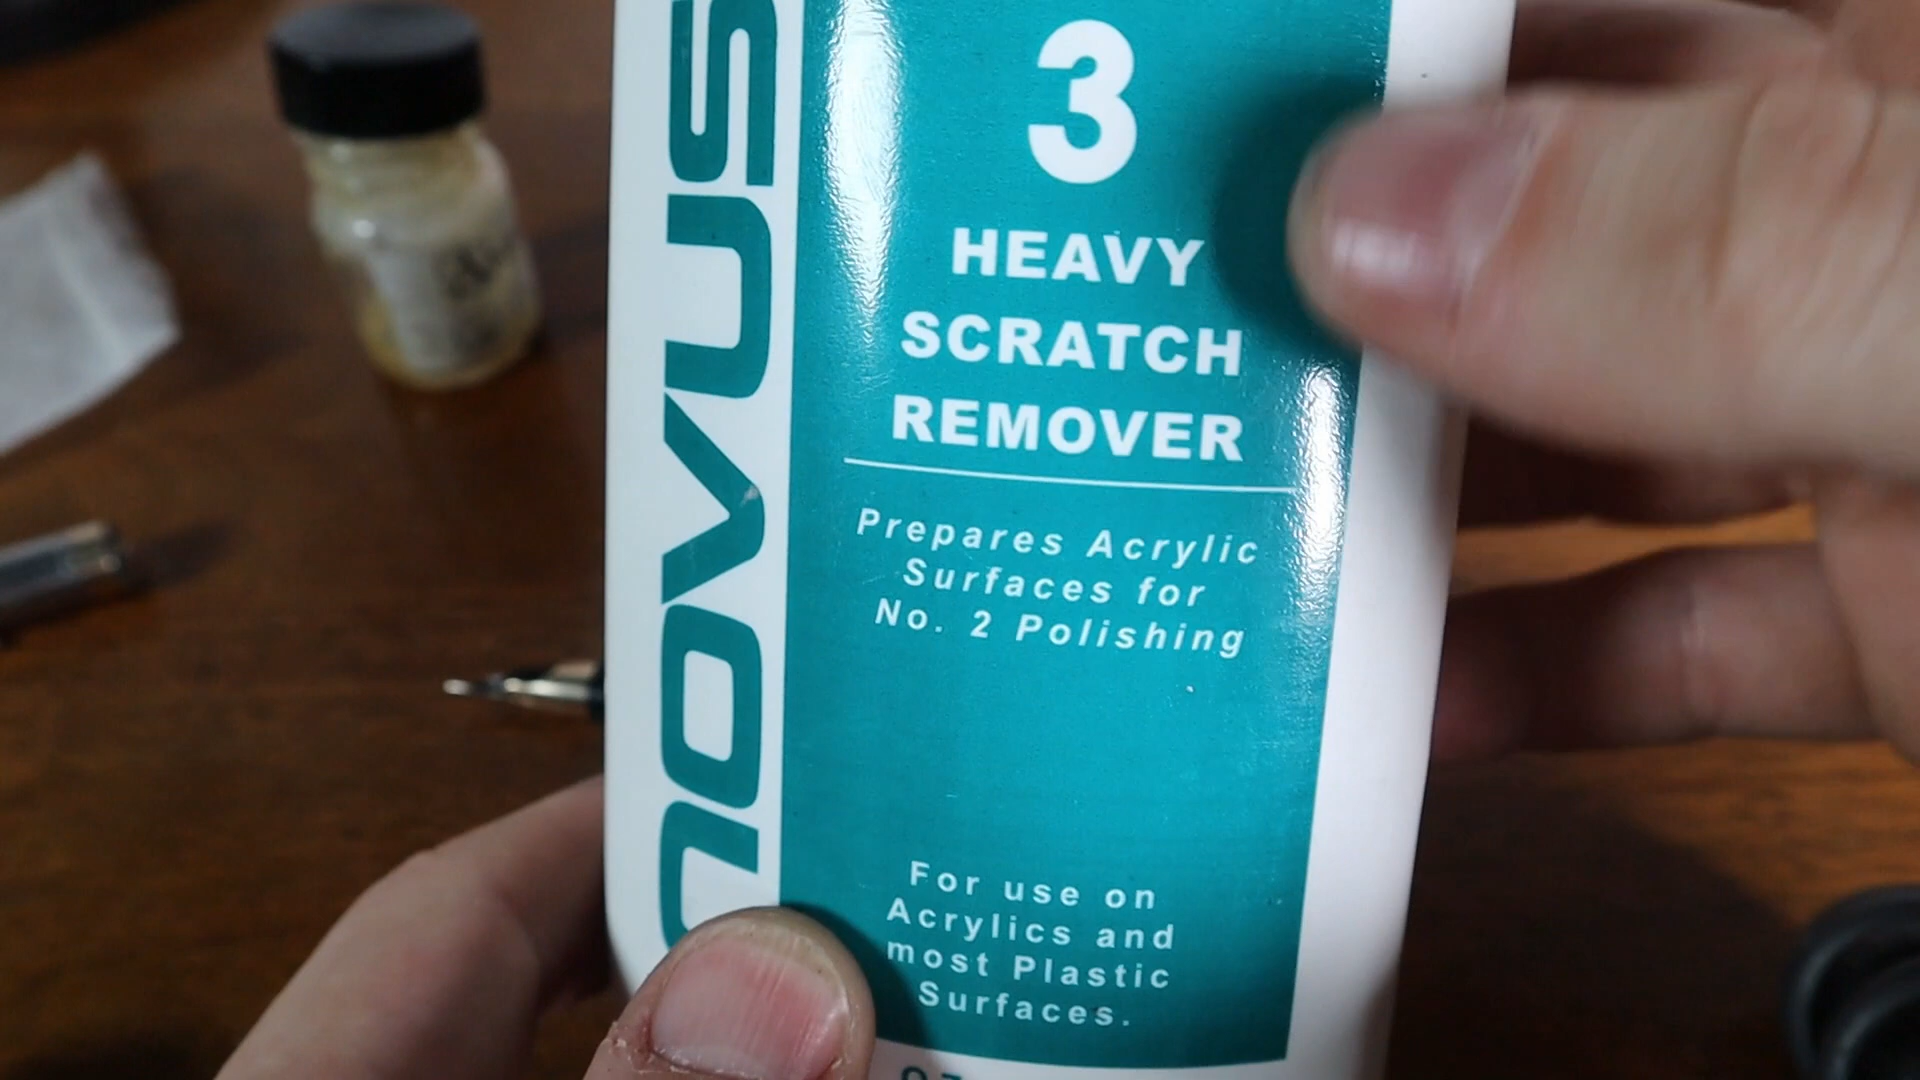 novus
3
HEAVY
SCRATCH
REMOVER
Prepares Acrylic
Surfaces for
No. 2 Polishing
For use on
Acrylics and
most Plastic
Surfaces.